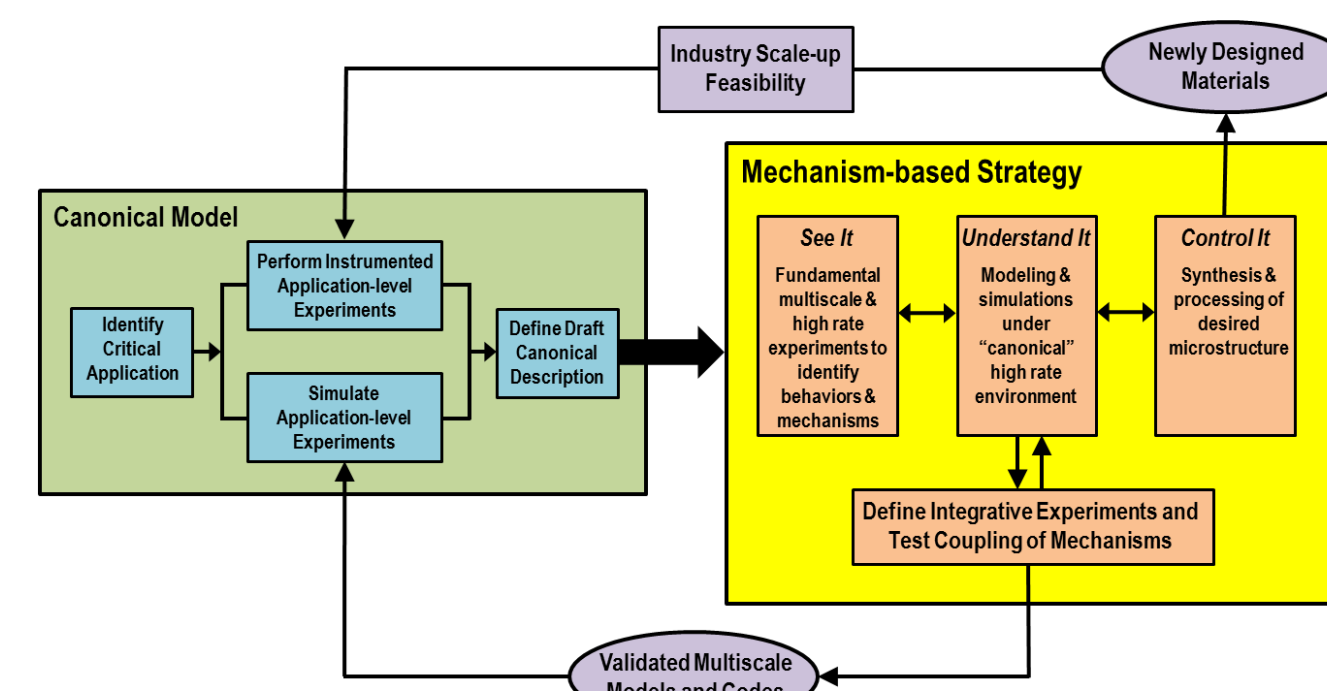 Industry Scale-up
Feasibility
Newly Designed
Materials
Canonical Model
Identify
Critical
Application
Perform Instrumented
Application-level
Experiments
Simulate
Application-level
Experiments
Define Draft
Canonical
Description
Mechanism-based Strategy
See It
Fundamental
multiscale &
high rate
experiments to
identify
behaviors &
mechanisms
Understand It
Modeling &
simulations
under
“canonical”
high rate
environment
Control It
Synthesis &
processing of
desired
microstructure
Define Integrative Experiments and
Test Coupling of Mechanisms
Validated Multiscale
Models and Codes